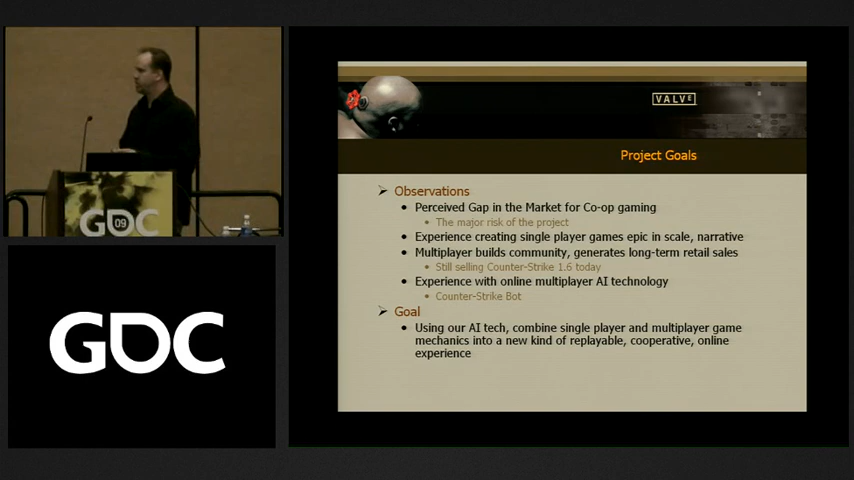 GDC
09
GDC
VALVE
Project Goals
Observations
Perceived Gap in the Market for Co-op gaming
The major risk of the project
Experience creating single player games epic in scale, narrative
Multiplayer builds community, generates long-term retail sales
Still selling Counter-Strike 1.6 today
Experience with online multiplayer AI technology
Counter-Strike Bot
Goal
Using our AI tech, combine single player and multiplayer game
mechanics into a new kind of replayable, cooperative, online
experience